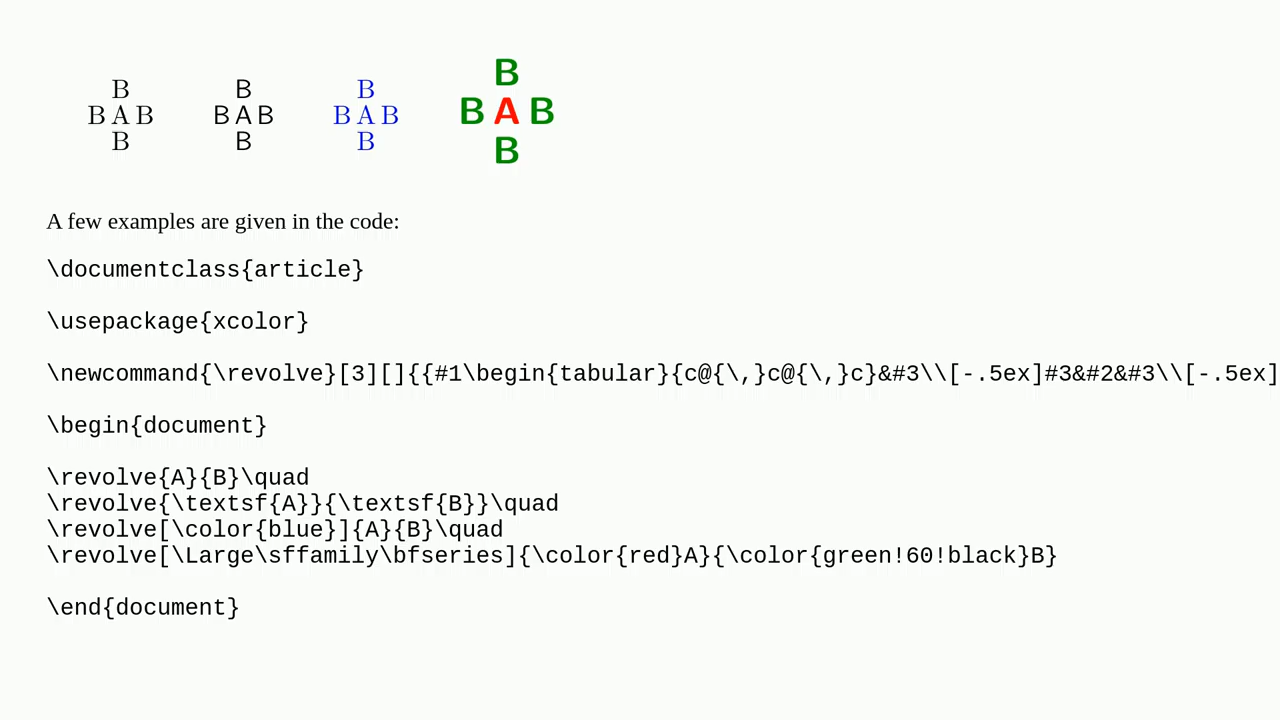 B B B B
B A B B A B B A B B A B
B B B B
A few examples are given in the code:
\documentclass{article}
\usepackage{xcolor}
\newcommand{\revolve}[3][]{{#1\begin{tabular}{c@{\,}c@{\,}c}&#3\\[-.5ex]#3&#2&#3\\[-.5ex]
\begin{document}
\revolve{A}{B}\quad
\revolve{\textsf{A}}{\textsf{B}}\quad
\revolve[\color{blue}]{A}{B}\quad
\revolve[\Large\sffamily\bfseries]{\color{red}A}{\color{green!60!black}B}
\end{document}